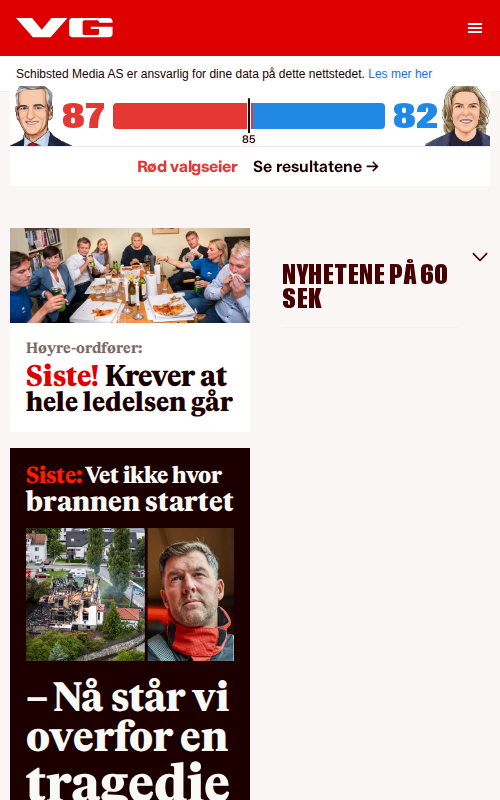 VG
Schibsted Media AS er ansvarlig for dine data på dette nettstedet. Les mer her
87
82
85
Rød valgseier
Se resultatene →
Høyre-ordfører:
Siste! Krever at
hele ledelsen går
NYHETENE PÅ 60
SEK
Siste: Vet ikke hvor
brannen startet
– Nå står vi
overfor en
tragedie